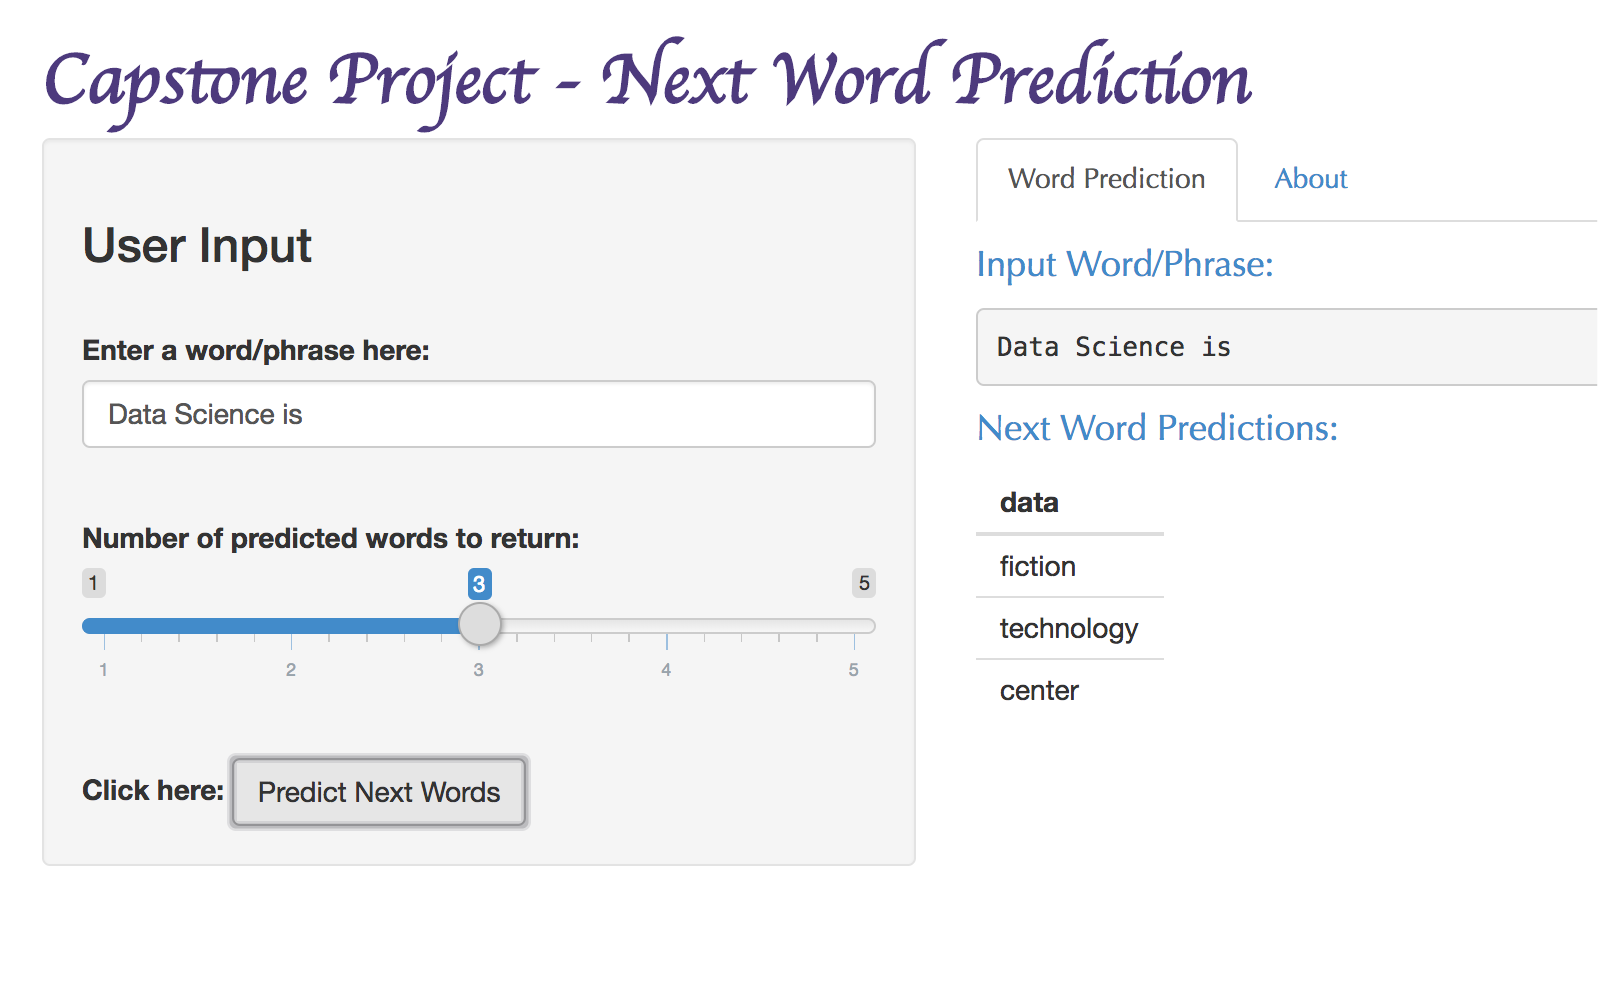 Capstone Project - Next Word Prediction
User Input
Enter a word/phrase here:
Data Science is
Number of predicted words to return:
1 3 5
1 2 3 4 5
Click here: Predict Next Words
Word Prediction About
Input Word/Phrase:
Data Science is
Next Word Predictions:
data
fiction
technology
center